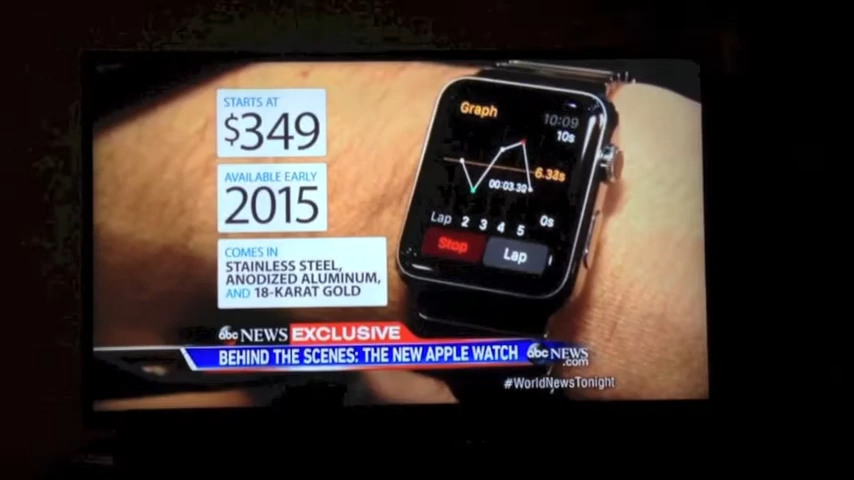 STARTS AT
$349
AVAILABLE EARLY
2015
COMES IN
STAINLESS STEEL,
ANODIZED ALUMINUM,
AND 18-KARAT GOLD
Graph
10:09
10s
6.38s
00:03.30
0s
Lap 2 3 4 5
Stop Lap
abc NEWS EXCLUSIVE
BEHIND THE SCENES: THE NEW APPLE WATCH abc NEWS
.com
#WorldNewsTonight